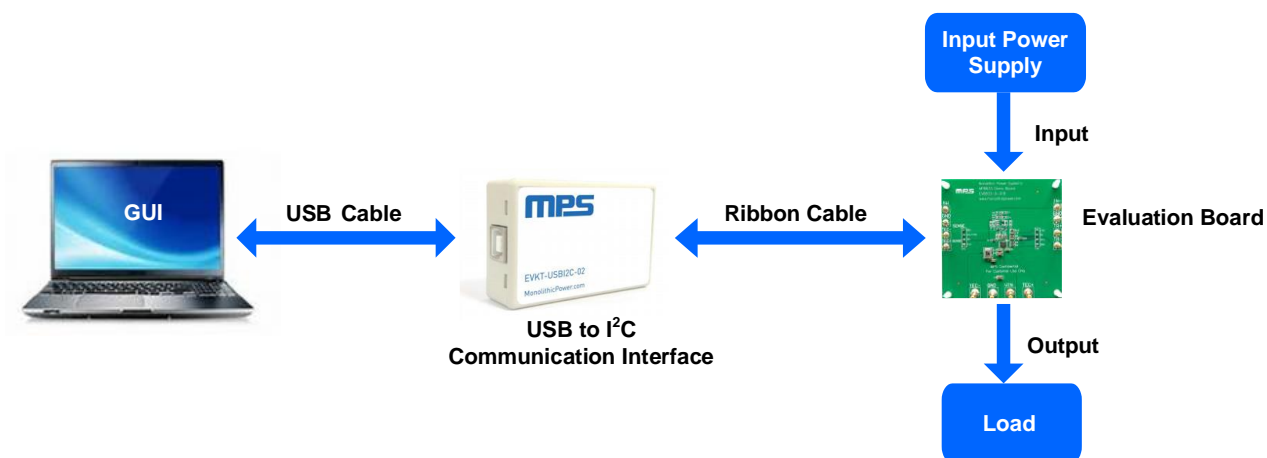 Input Power
Supply
Input
GUI
USB Cable
mps
EVKT-USBI2C-02
MonolithicPower.com
Ribbon Cable
mps
Evaluation Board
USB to I²C
Communication Interface
Output
Load